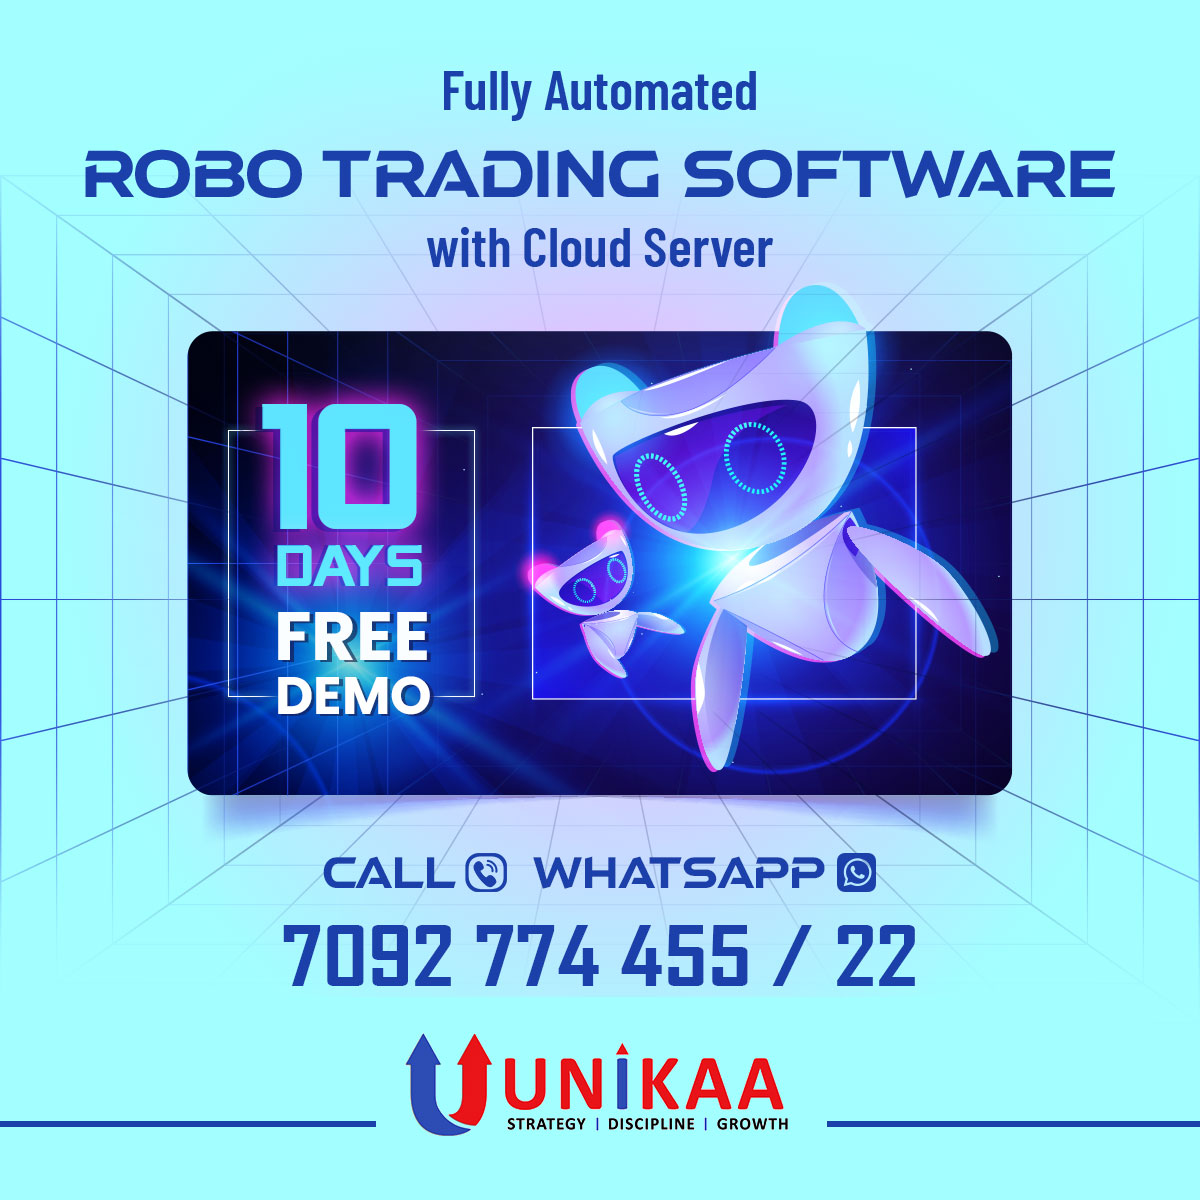 Fully Automated
ROBO TRADING SOFTWARE
with Cloud Server
10
DAYS
FREE
DEMO
CALL WHATSAPP
7092 774 455 / 22
UNIKAA
STRATEGY | DISCIPLINE | GROWTH